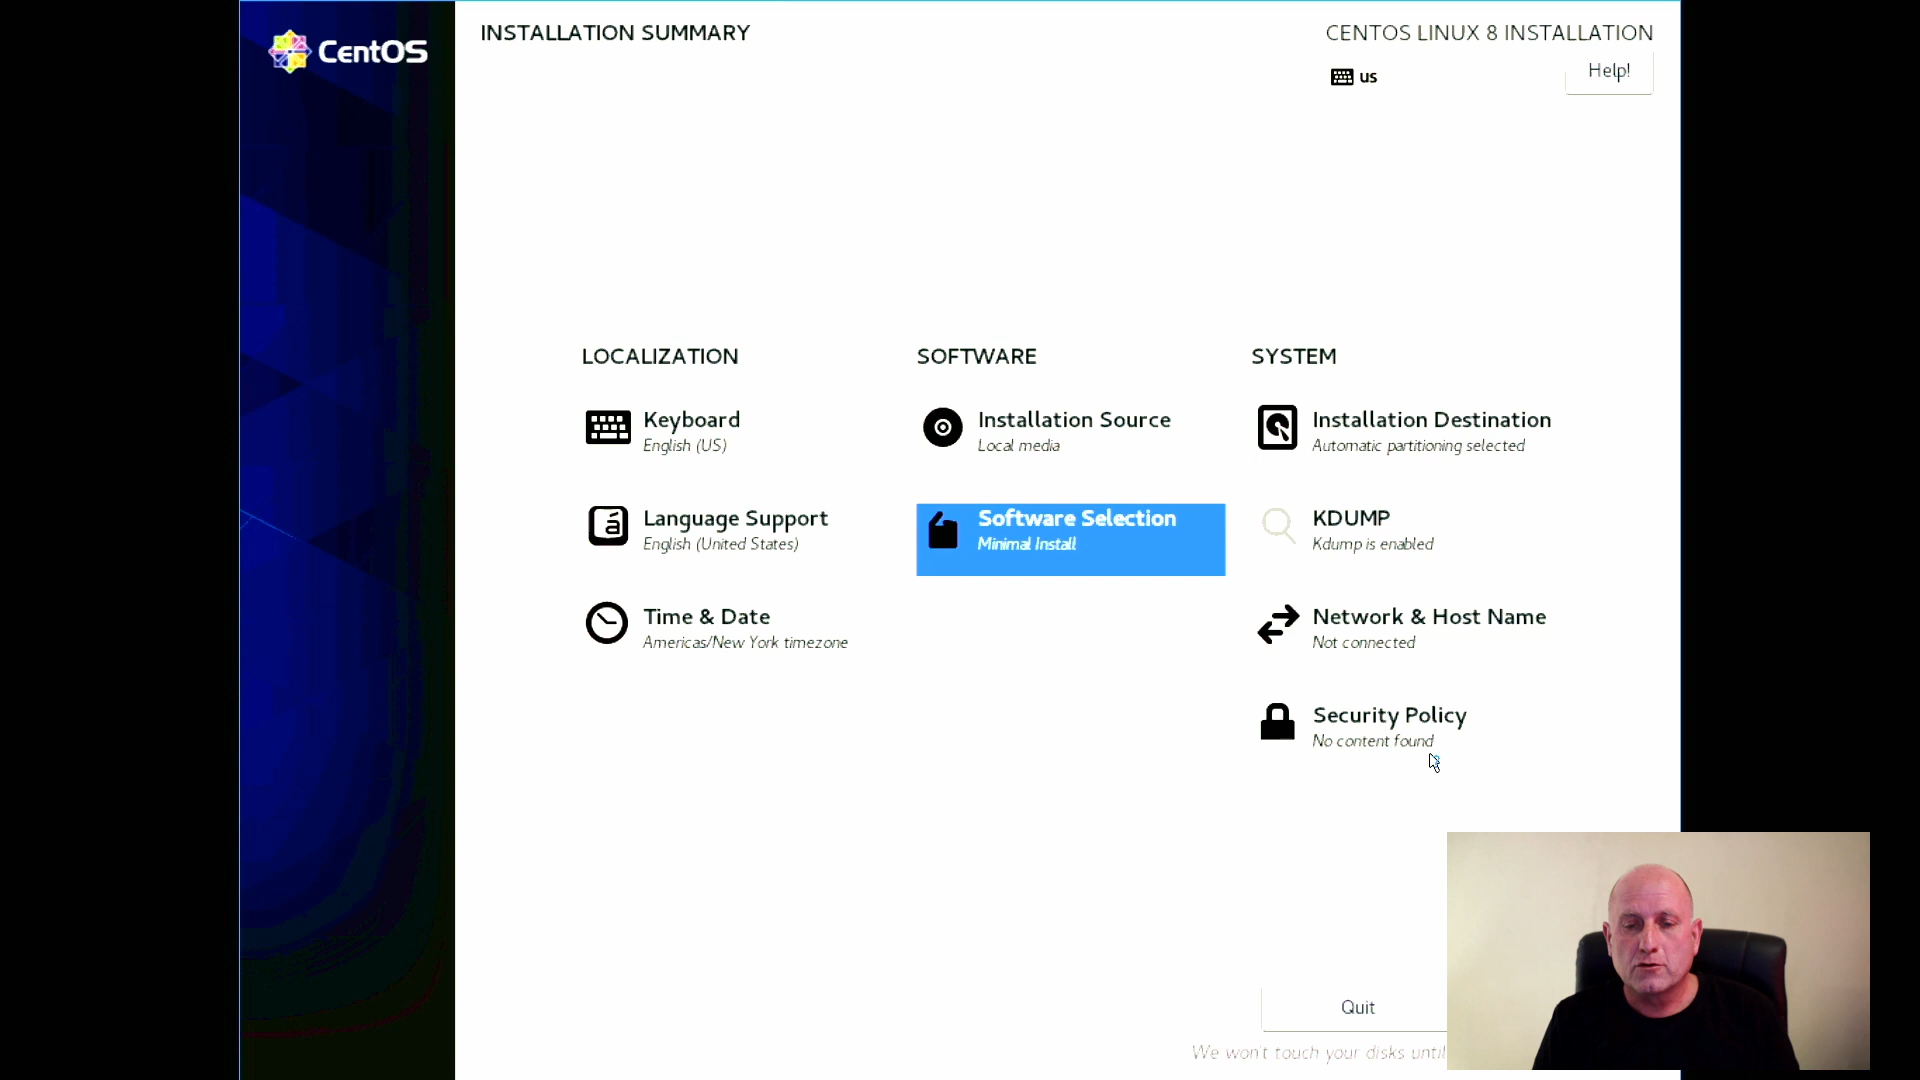 CentOS
INSTALLATION SUMMARY
CENTOS LINUX 8 INSTALLATION
us
Help!
LOCALIZATION
Keyboard
English (US)
Language Support
English (United States)
Time & Date
Americas/New York timezone
SOFTWARE
Installation Source
Local media
Software Selection
Minimal Install
SYSTEM
Installation Destination
Automatic partitioning selected
KDUMP
Kdump is enabled
Network & Host Name
Not connected
Security Policy
No content found
Quit
We won't touch your disks until